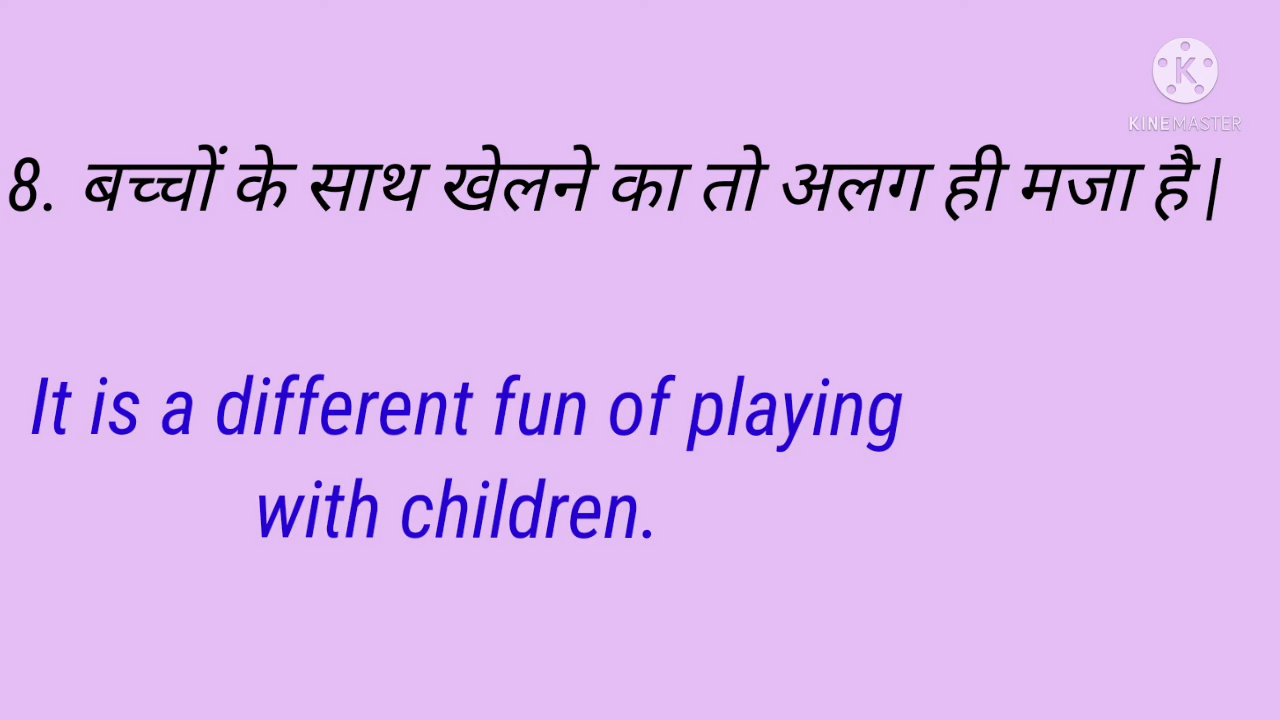 KINEMASTER
8. बच्चों के साथ खेलने का तो अलग ही मजा है|
It is a different fun of playing
with children.